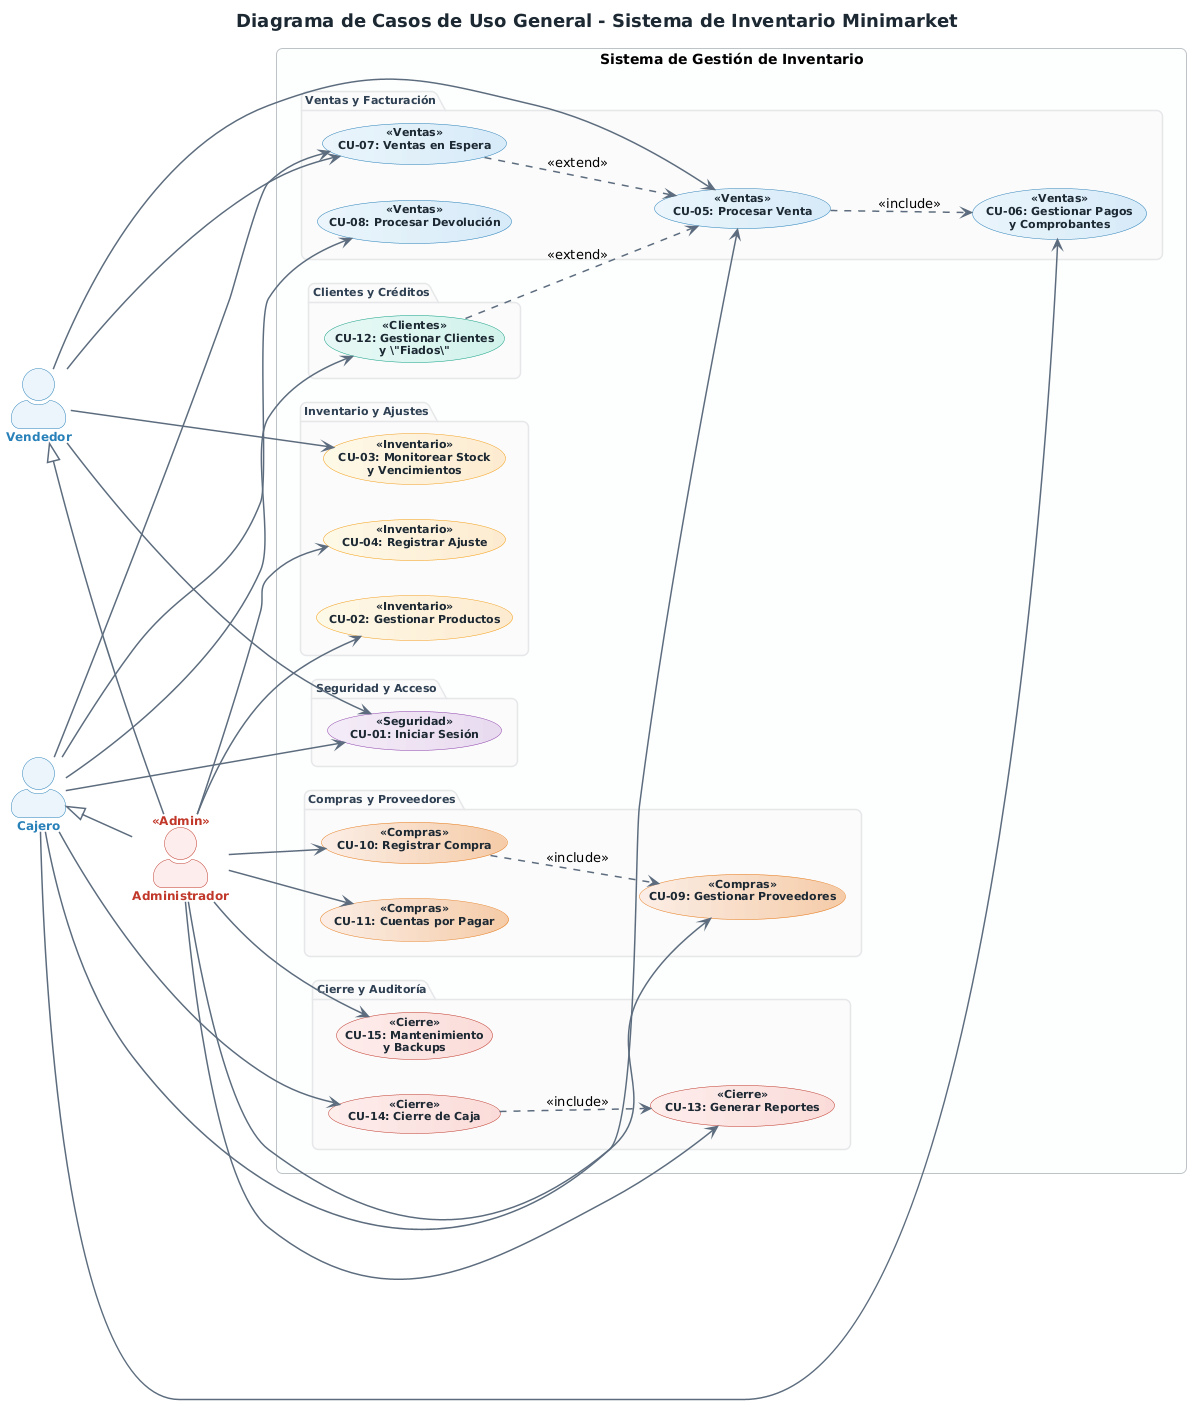 Diagrama de Casos de Uso General - Sistema de Inventario Minimarket
Sistema de Gestión de Inventario
Ventas y Facturación
«Ventas»
CU-07: Ventas en Espera
«extend»
«Ventas»
CU-08: Procesar Devolución
«Ventas»
CU-05: Procesar Venta
«include»
«Ventas»
CU-06: Gestionar Pagos
y Comprobantes
«extend»
Clientes y Créditos
«Clientes»
CU-12: Gestionar Clientes
y \"Fiados\"
Vendedor
Inventario y Ajustes
«Inventario»
CU-03: Monitorear Stock
y Vencimientos
«Inventario»
CU-04: Registrar Ajuste
«Inventario»
CU-02: Gestionar Productos
Seguridad y Acceso
«Seguridad»
CU-01: Iniciar Sesión
Cajero
«Admin»
Administrador
Compras y Proveedores
«Compras»
CU-10: Registrar Compra
«include»
«Compras»
CU-09: Gestionar Proveedores
«Compras»
CU-11: Cuentas por Pagar
Cierre y Auditoría
«Cierre»
CU-15: Mantenimiento
y Backups
«Cierre»
CU-14: Cierre de Caja
«include»
«Cierre»
CU-13: Generar Reportes